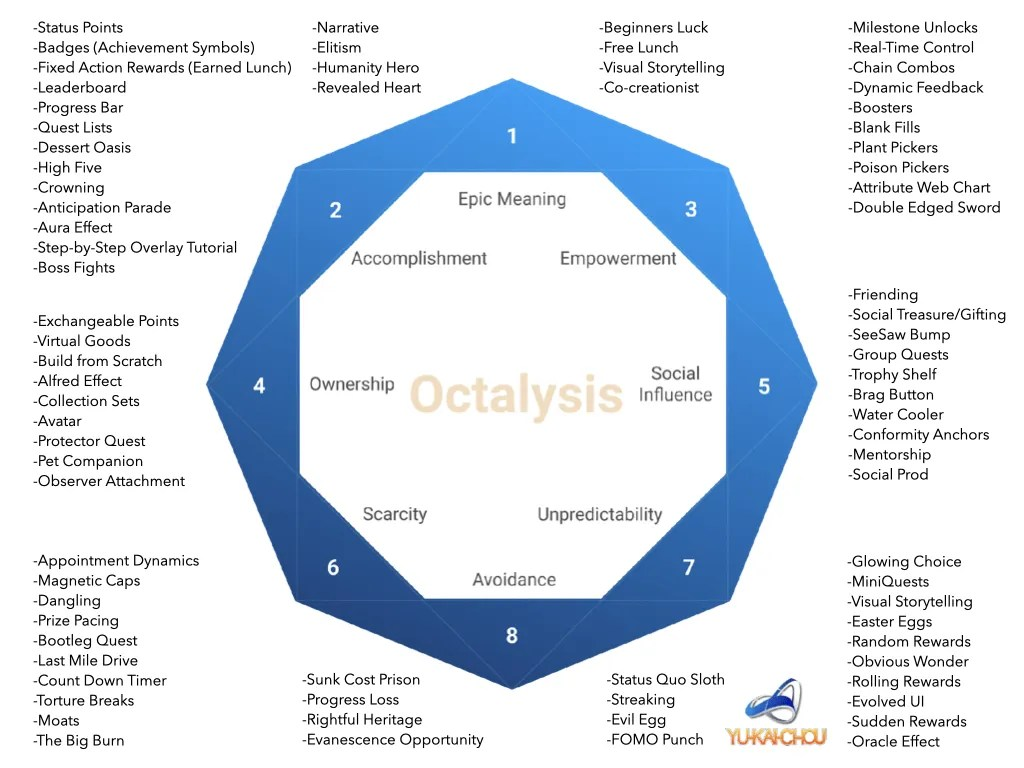 -Status Points
-Badges (Achievement Symbols)
-Fixed Action Rewards (Earned Lunch)
-Leaderboard
-Progress Bar
-Quest Lists
-Dessert Oasis
-High Five
-Crowning
-Anticipation Parade
-Aura Effect
-Step-by-Step Overlay Tutorial
-Boss Fights
-Narrative
-Elitism
-Humanity Hero
-Revealed Heart
-Beginners Luck
-Free Lunch
-Visual Storytelling
-Co-creationist
-Milestone Unlocks
-Real-Time Control
-Chain Combos
-Dynamic Feedback
-Boosters
-Blank Fills
-Plant Pickers
-Poison Pickers
-Attribute Web Chart
-Double Edged Sword
1
Epic Meaning
2
Accomplishment
3
Empowerment
4
Ownership
Octalysis
Social
Influence
5
Scarcity
6
Unpredictability
7
Avoidance
8
-Exchangeable Points
-Virtual Goods
-Build from Scratch
-Alfred Effect
-Collection Sets
-Avatar
-Protector Quest
-Pet Companion
-Observer Attachment
-Friending
-Social Treasure/Gifting
-SeeSaw Bump
-Group Quests
-Trophy Shelf
-Brag Button
-Water Cooler
-Conformity Anchors
-Mentorship
-Social Prod
-Appointment Dynamics
-Magnetic Caps
-Dangling
-Prize Pacing
-Bootleg Quest
-Last Mile Drive
-Count Down Timer
-Torture Breaks
-Moats
-The Big Burn
-Sunk Cost Prison
-Progress Loss
-Rightful Heritage
-Evanescence Opportunity
-Status Quo Sloth
-Streaking
-Evil Egg
-FOMO Punch
YU-KAI-CHOU
-Glowing Choice
-MiniQuests
-Visual Storytelling
-Easter Eggs
-Random Rewards
-Obvious Wonder
-Rolling Rewards
-Evolved UI
-Sudden Rewards
-Oracle Effect